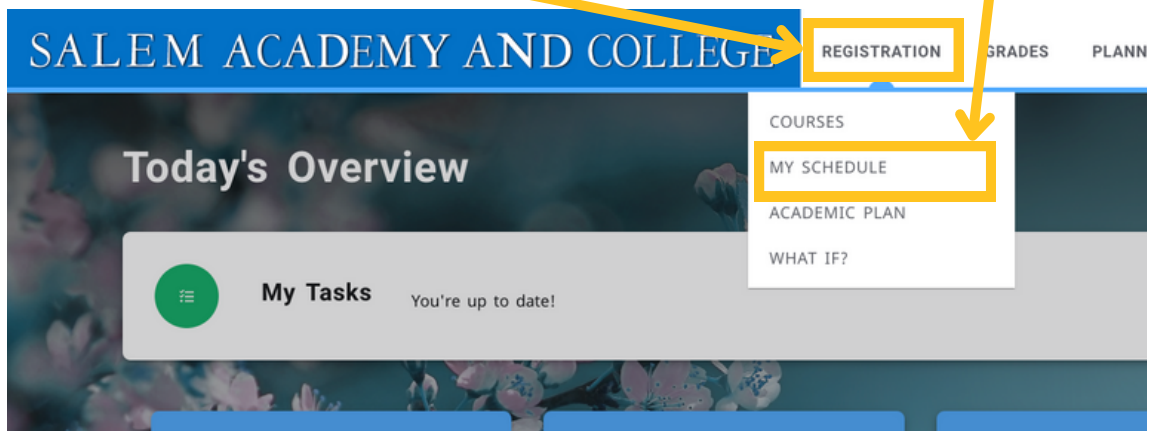 SALEM ACADEMY AND COLLEGE
REGISTRATION GRADES PLANN
COURSES
MY SCHEDULE
ACADEMIC PLAN
WHAT IF?
Today's Overview
My Tasks You're up to date!